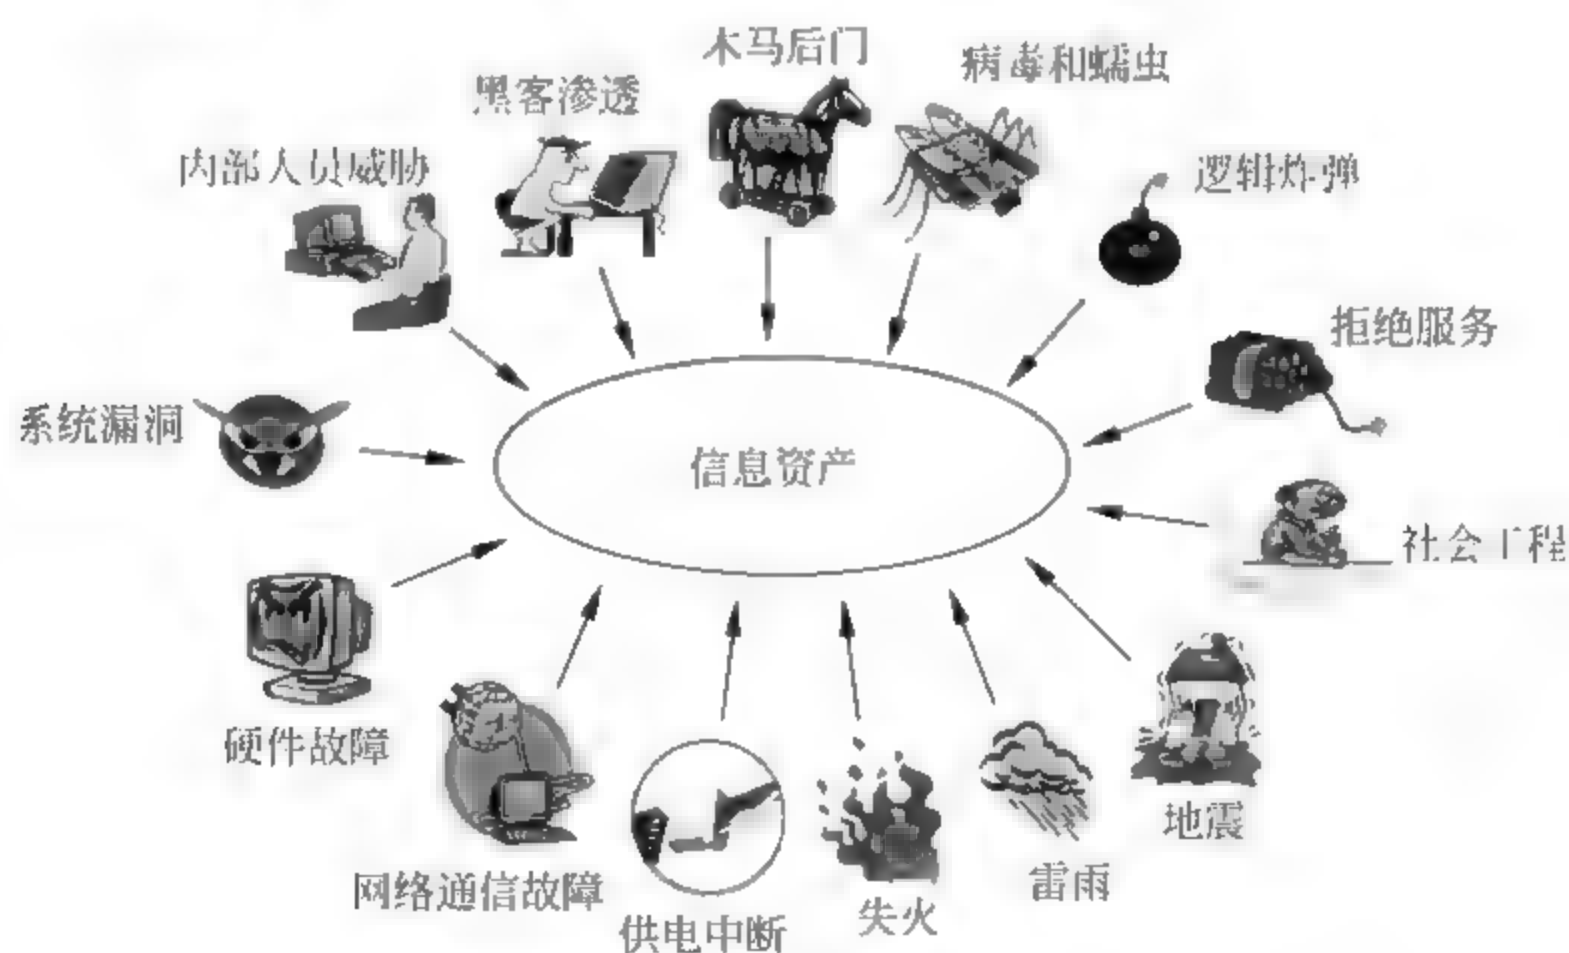 木马后门
病毒和蠕虫
黑客渗透
内部人员威胁
逻辑炸弹
拒绝服务
系统漏洞
信息资产
社会工程
硬件故障
地震
网络通信故障
雷雨
失火
供电中断